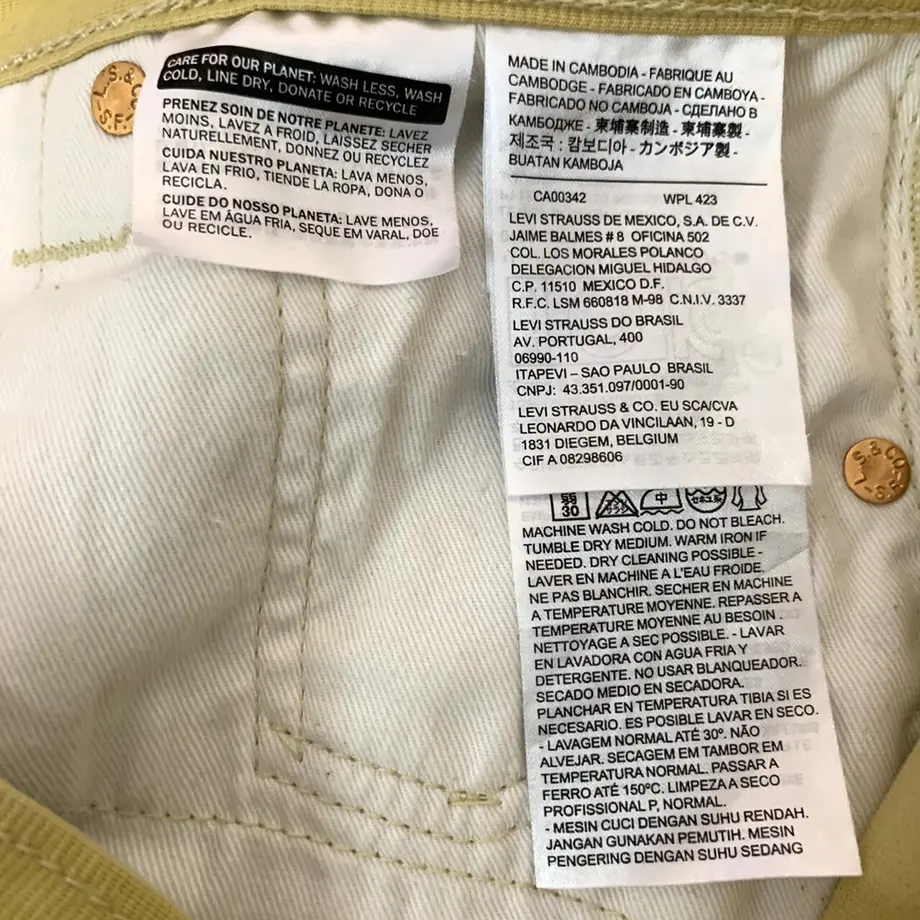 L.S.&C
S.F.
CARE FOR OUR PLANET: WASH LESS, WASH
COLD, LINE DRY, DONATE OR RECYCLE
PRENEZ SOIN DE NOTRE PLANETE: LAVEZ
MOINS, LAVEZ A FROID, LAISSEZ SECHER
NATURELLEMENT, DONNEZ OU RECYCLEZ
CUIDA NUESTRO PLANETA: LAVA MENOS,
LAVA EN FRIO, TIENDE LA ROPA, DONA O
RECICLA.
CUIDE DO NOSSO PLANETA: LAVE MENOS,
LAVE EM ÁGUA FRIA, SEQUE EM VARAL, DOE
OU RECICLE.
MADE IN CAMBODIA - FABRIQUE AU
CAMBODGE - FABRICADO EN CAMBOYA -
FABRICADO NO CAMBOJA - СДЕЛАНО В
КАМБОДЖЕ - 柬埔寨制造 - 柬埔寨製 -
제조국 : 캄보디아 - カンボジア製 -
BUATAN KAMBOJA
CA00342 WPL 423
LEVI STRAUSS DE MEXICO, S.A. DE C.V.
JAIME BALMES # 8 OFICINA 502
COL. LOS MORALES POLANCO
DELEGACION MIGUEL HIDALGO
C.P. 11510 MEXICO D.F.
R.F.C. LSM 660818 M-98 C.N.I.V. 3337
LEVI STRAUSS DO BRASIL
AV. PORTUGAL, 400
06990-110
ITAPEVI – SAO PAULO BRASIL
CNPJ: 43.351.097/0001-90
LEVI STRAUSS & CO. EU SCA/CVA
LEONARDO DA VINCILAAN, 19 - D
1831 DIEGEM, BELGIUM
CIF A 08298606
L.S.&CO.
S.F.
30 中
MACHINE WASH COLD. DO NOT BLEACH.
TUMBLE DRY MEDIUM. WARM IRON IF
NEEDED. DRY CLEANING POSSIBLE -
LAVER EN MACHINE A L'EAU FROIDE.
NE PAS BLANCHIR. SECHER EN MACHINE
A TEMPERATURE MOYENNE. REPASSER A
TEMPERATURE MOYENNE AU BESOIN .
NETTOYAGE A SEC POSSIBLE. - LAVAR
EN LAVADORA CON AGUA FRIA Y
DETERGENTE. NO USAR BLANQUEADOR.
SECADO MEDIO EN SECADORA.
PLANCHAR EN TEMPERATURA TIBIA SI ES
NECESARIO. ES POSIBLE LAVAR EN SECO.
- LAVAGEM NORMAL ATÉ 30º. NÃO
ALVEJAR. SECAGEM EM TAMBOR EM
TEMPERATURA NORMAL. PASSAR A
FERRO ATÉ 150ºC. LIMPEZA A SECO
PROFISSIONAL P, NORMAL.
- MESIN CUCI DENGAN SUHU RENDAH.
JANGAN GUNAKAN PEMUTIH. MESIN
PENGERING DENGAN SUHU SEDANG